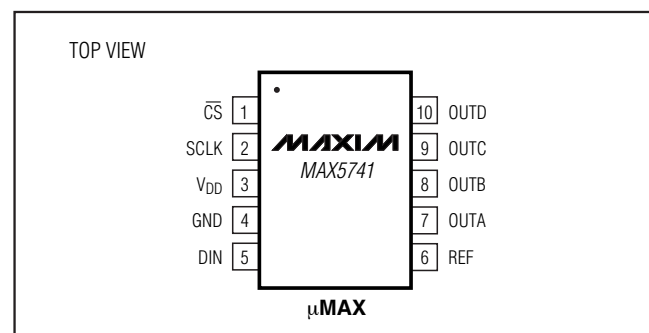 TOP VIEW
C̅S̅ 1
SCLK 2
VDD 3
GND 4
DIN 5
MAXIM
MAX5741
10 OUTD
9 OUTC
8 OUTB
7 OUTA
6 REF
μMAX